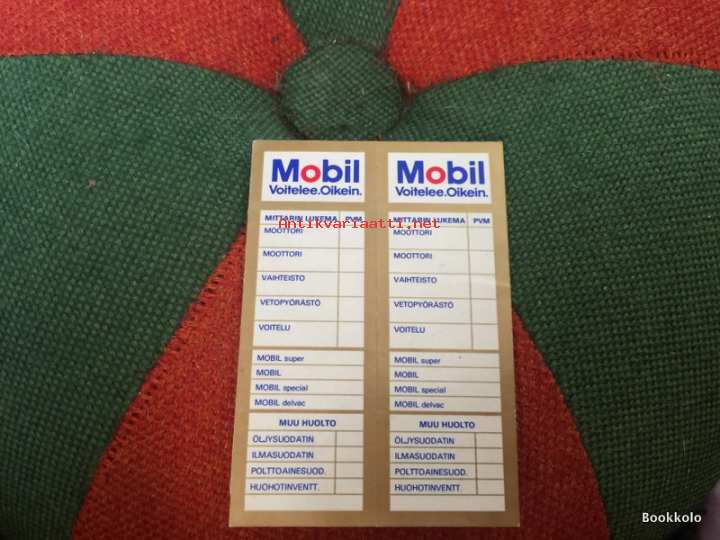 Mobil
Voitelee.Oikein.
MITTARIN LUKEMA PVM
MOOTTORI
MOOTTORI
VAIHTEISTO
VETOPYÖRÄSTÖ
VOITELU
MOBIL super
MOBIL
MOBIL special
MOBIL delvac
MUU HUOLTO
ÖLJYSUODATIN
ILMASUODATIN
POLTTOAINESUOD.
HUOHOTINVENTT.
Mobil
Voitelee.Oikein.
MITTARIN LUKEMA PVM
MOOTTORI
MOOTTORI
VAIHTEISTO
VETOPYÖRÄSTÖ
VOITELU
MOBIL super
MOBIL
MOBIL special
MOBIL delvac
MUU HUOLTO
ÖLJYSUODATIN
ILMASUODATIN
POLTTOAINESUOD.
HUOHOTINVENTT.
Antikvariaatti.net
Bookkolo